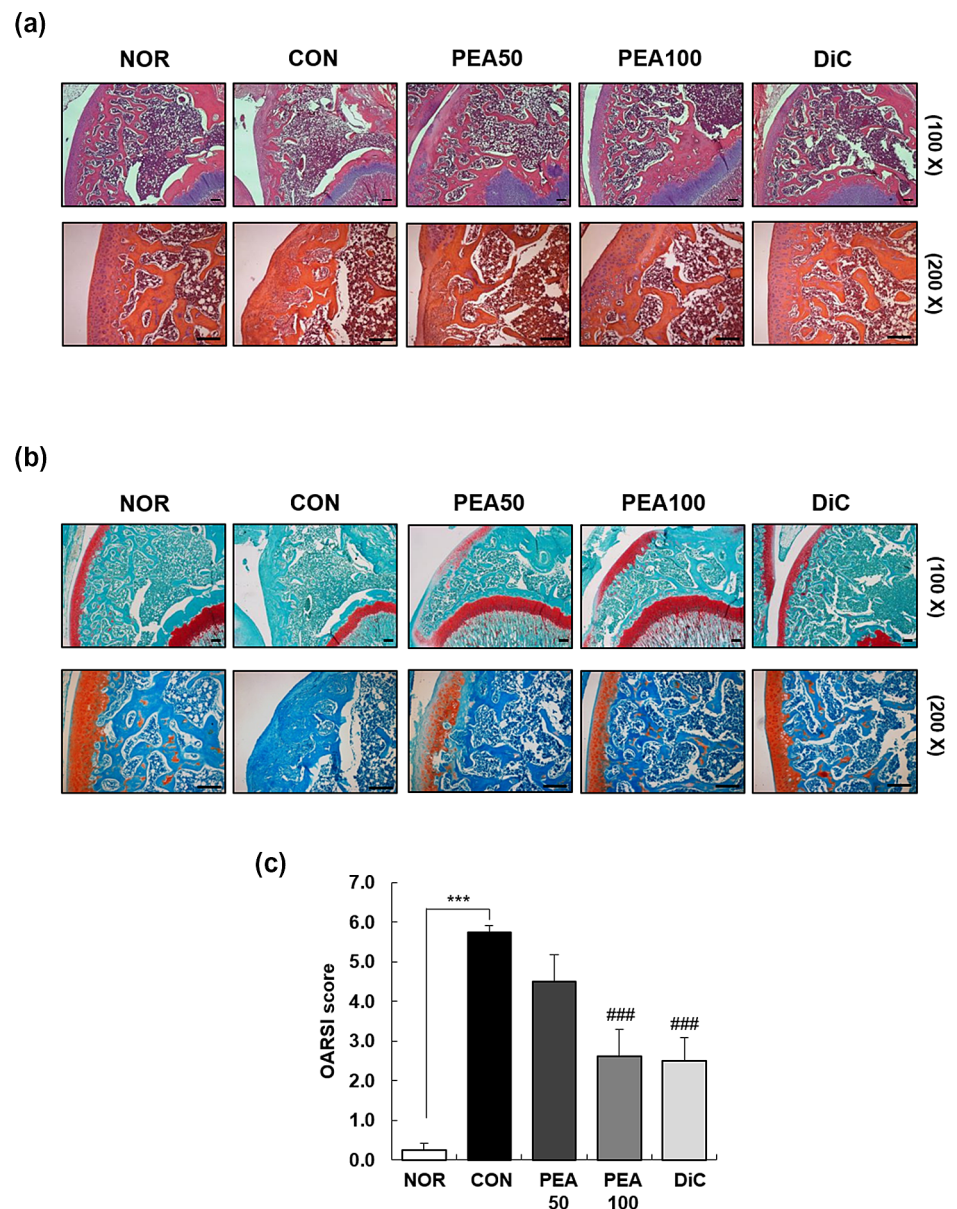 (a)
NOR CON PEA50 PEA100 DiC
(100 X)
(200 X)
(b)
NOR CON PEA50 PEA100 DiC
(100 X)
(200 X)
(c)
7.0
6.0
5.0
4.0
3.0
2.0
1.0
0.0
OARSI score
***
###
###
NOR CON PEA PEA DiC
50 100